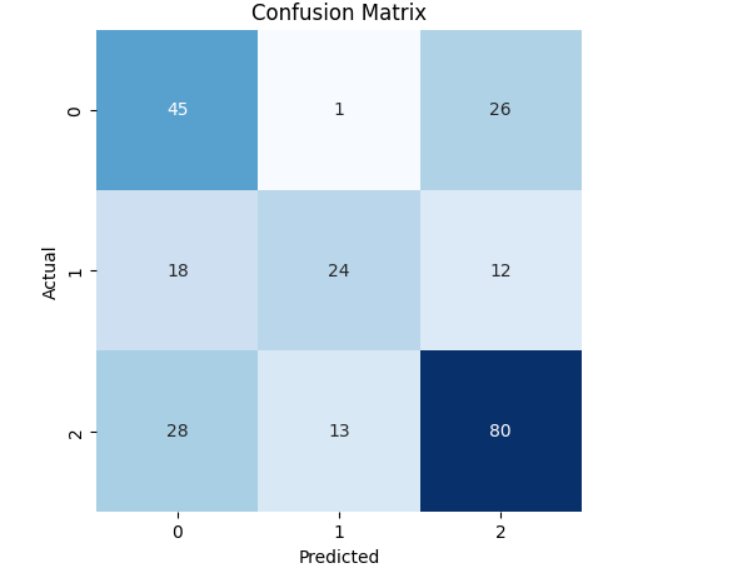 Confusion Matrix
0 45 1 26
Actual
1 18 24 12
2 28 13 80
0 1 2
Predicted